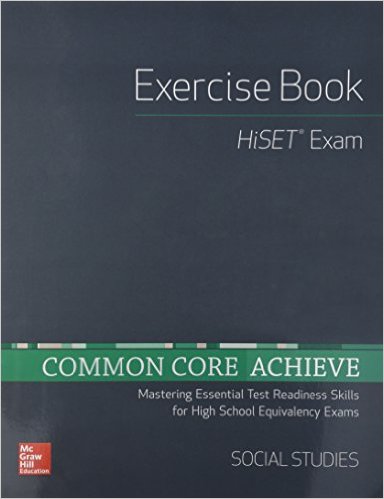 Exercise Book
HiSET® Exam
COMMON CORE ACHIEVE
Mastering Essential Test Readiness Skills
for High School Equivalency Exams
Mc
Graw
Hill
Education
SOCIAL STUDIES